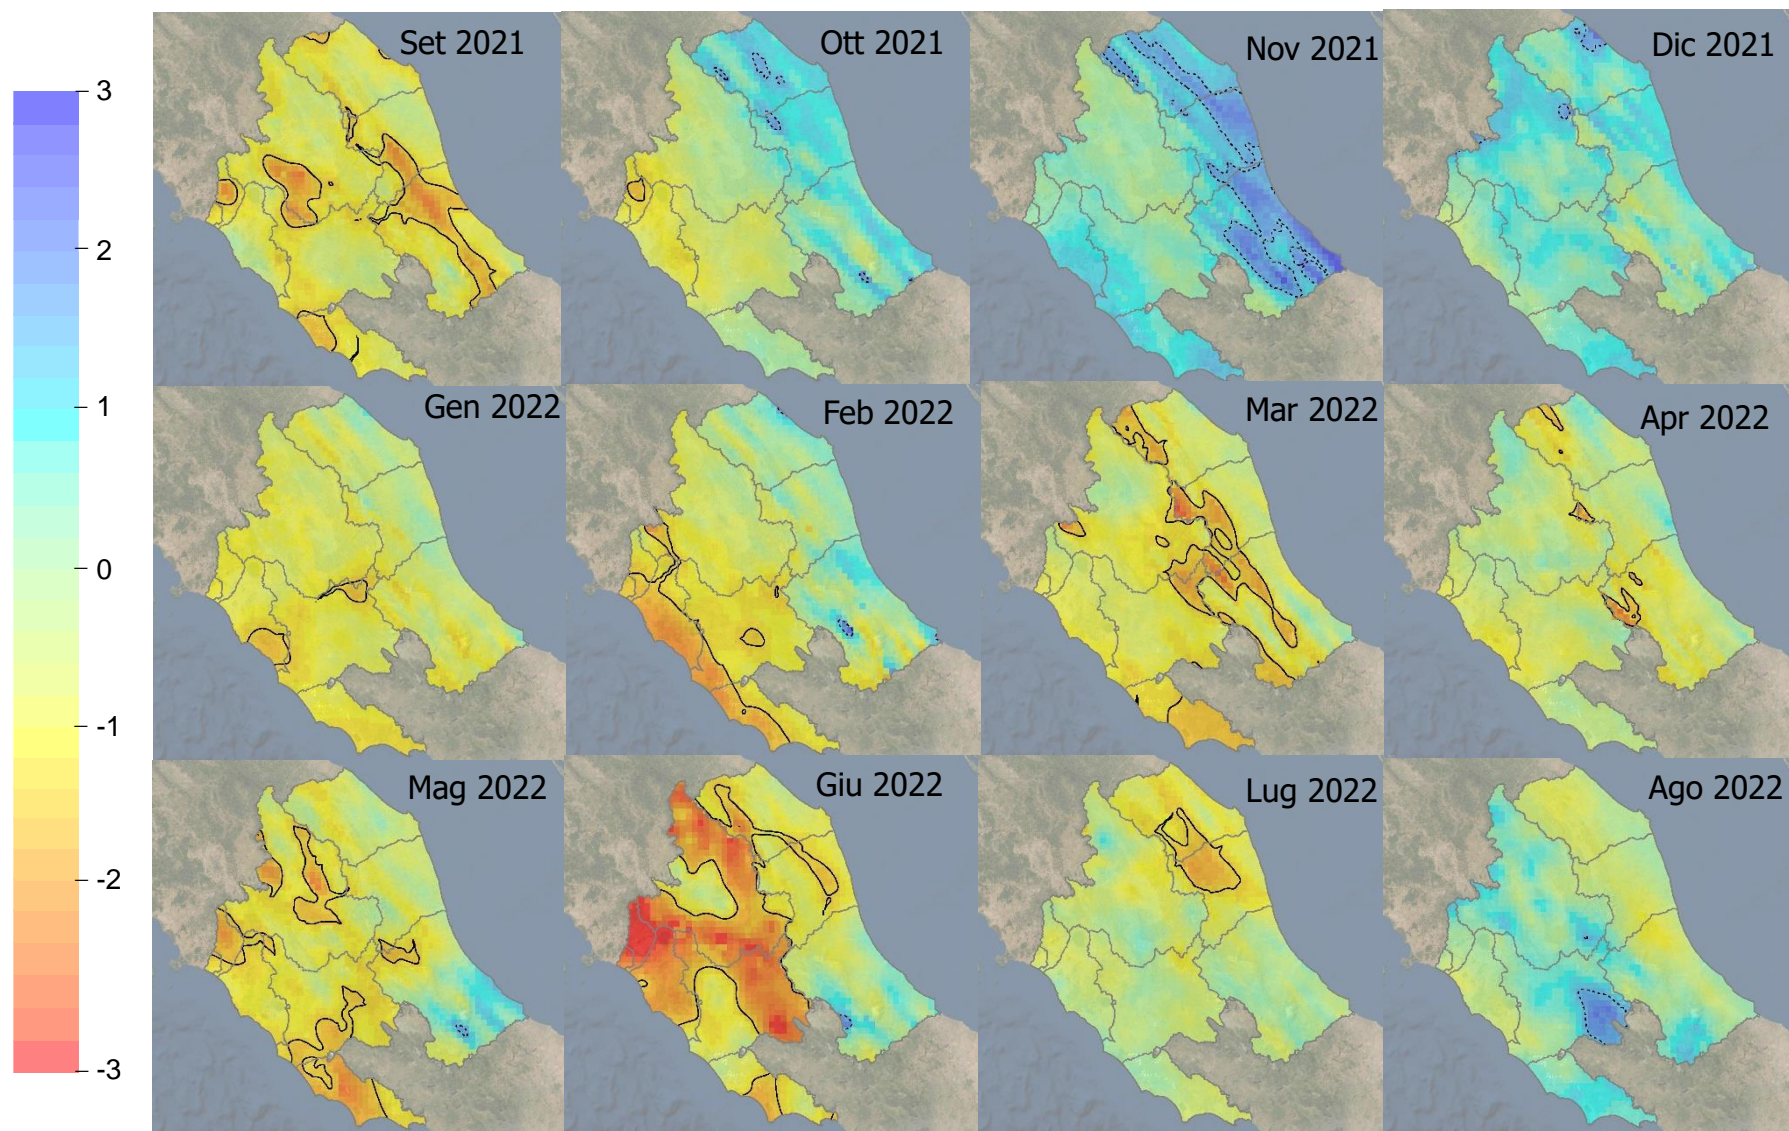 Set 2021
Ott 2021
Nov 2021
Dic 2021
3
2
1
0
-1
-2
-3
Gen 2022
Feb 2022
Mar 2022
Apr 2022
Mag 2022
Giu 2022
Lug 2022
Ago 2022